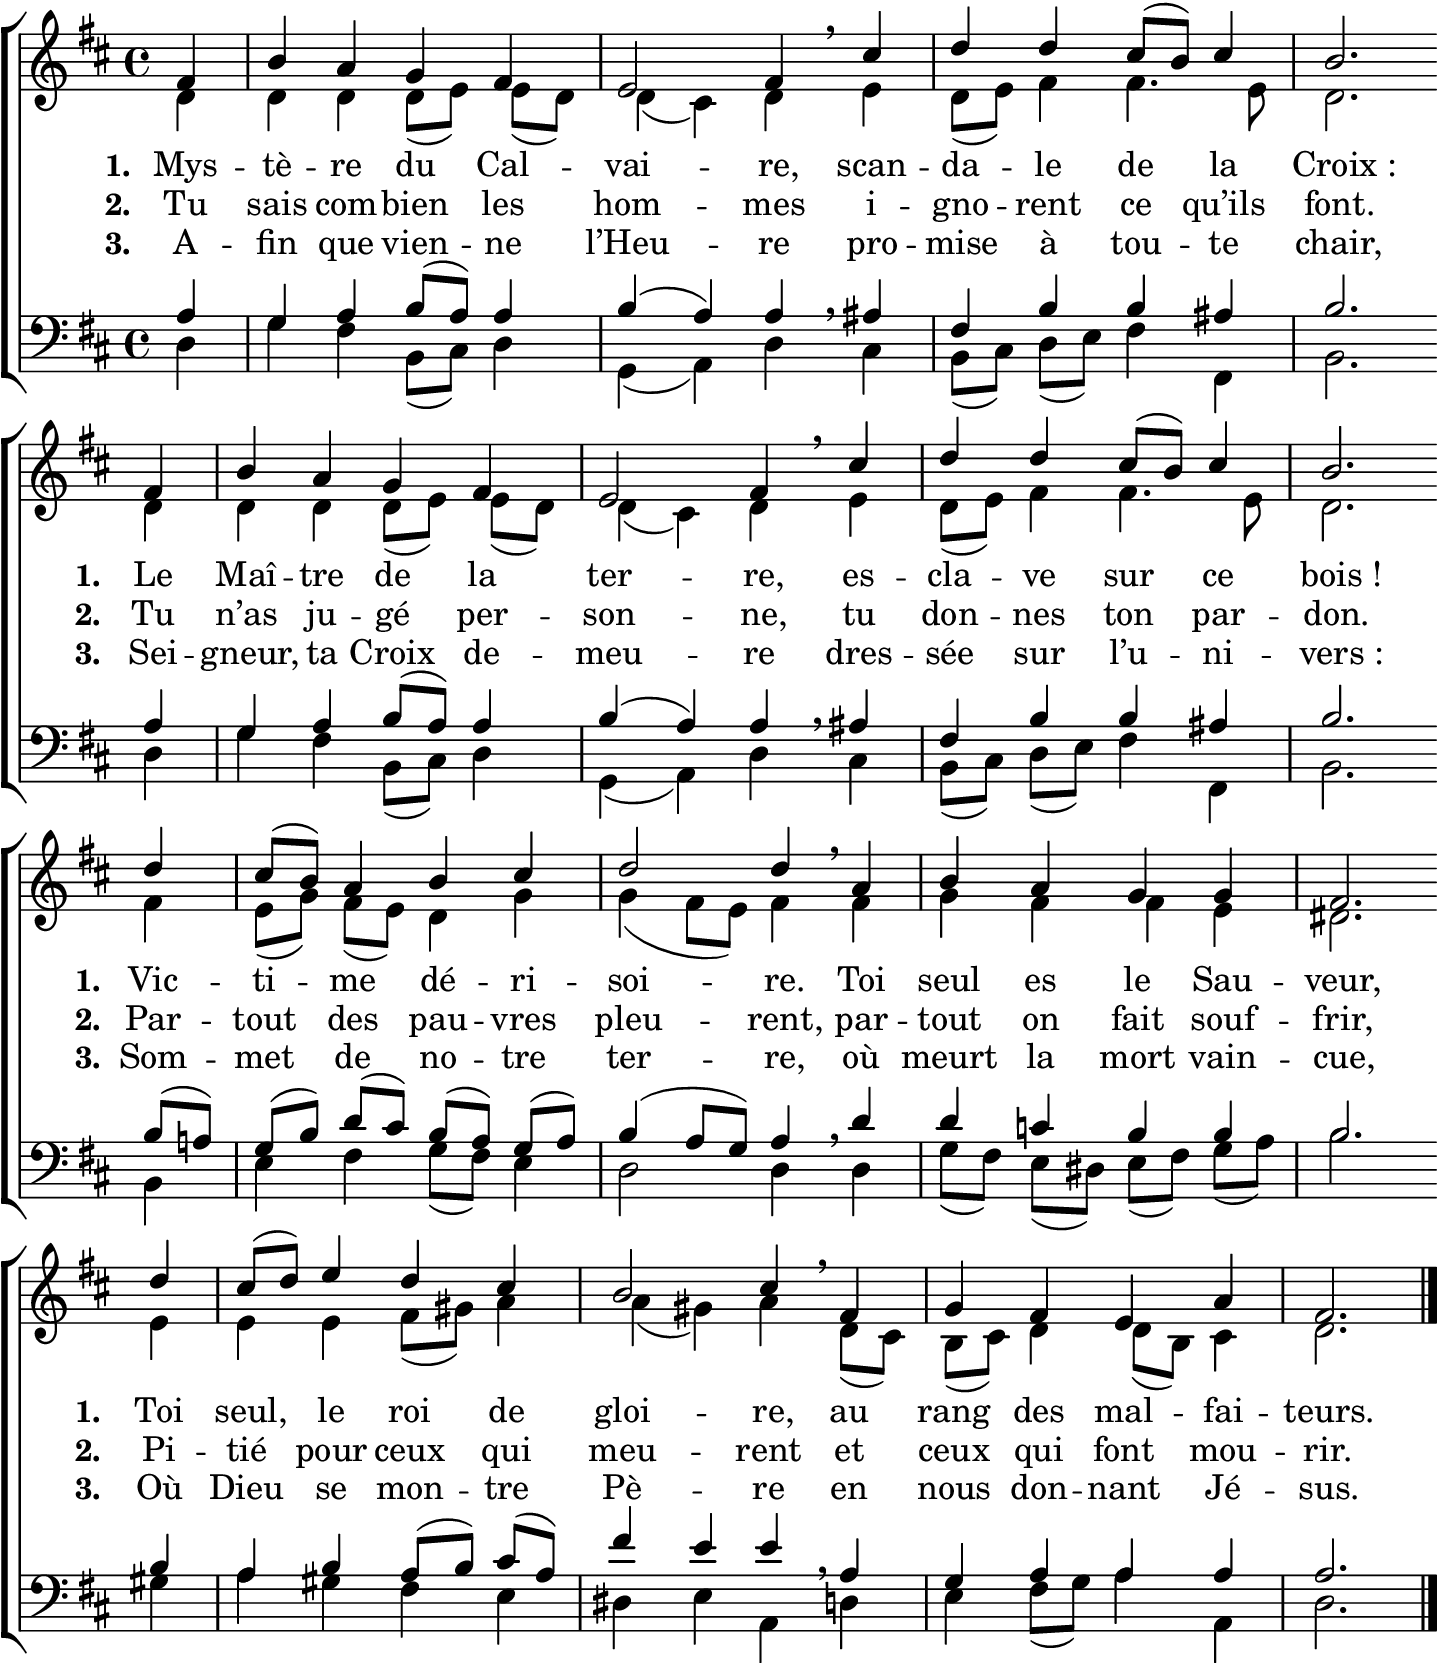 1. Mys - tè - re du Cal - vai - re, scan - da - le de la Croix :
2. Tu sais com - bien les hom - mes i - gno - rent ce qu’ils font.
3. A - fin que vien - ne l’Heu - re pro - mise à tou - te chair,
1. Le Maî - tre de la ter - re, es - cla - ve sur ce bois !
2. Tu n’as ju - gé per - son - ne, tu don - nes ton par - don.
3. Sei - gneur, ta Croix de - meu - re dres - sée sur l’u - ni - vers :
1. Vic - ti - me dé - ri - soi - re. Toi seul es le Sau - veur,
2. Par - tout des pau - vres pleu - rent, par - tout on fait souf - frir,
3. Som - met de no - tre ter - re, où meurt la mort vain - cue,
1. Toi seul, le roi de gloi - re, au rang des mal - fai - teurs.
2. Pi - tié pour ceux qui meu - rent et ceux qui font mou - rir.
3. Où Dieu se mon - tre Pè - re en nous don - nant Jé - sus.